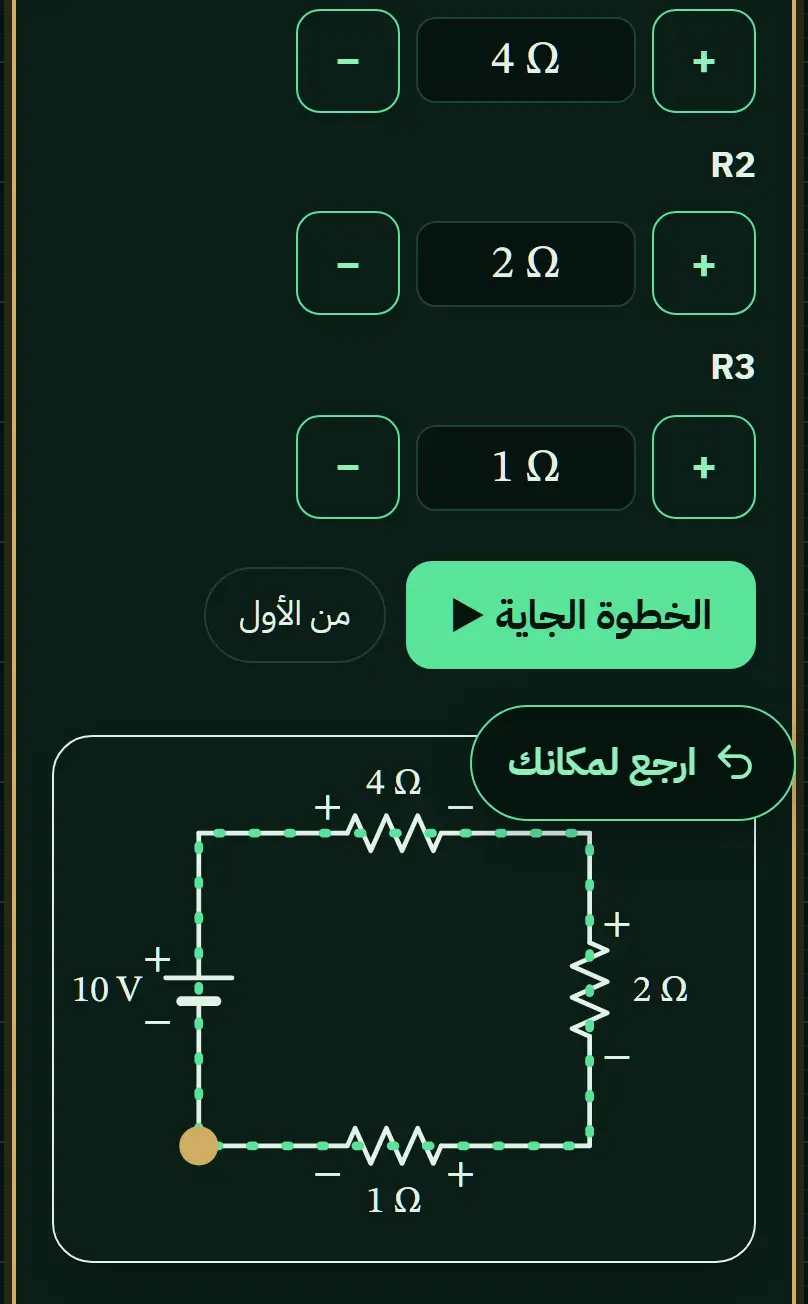 − 4 Ω +
R2
− 2 Ω +
R3
− 1 Ω +
الخطوة الجاية ▶ من الأول
ارجع لمكانك
4 Ω
+ −
+
10 V
−
+
2 Ω
−
− +
1 Ω